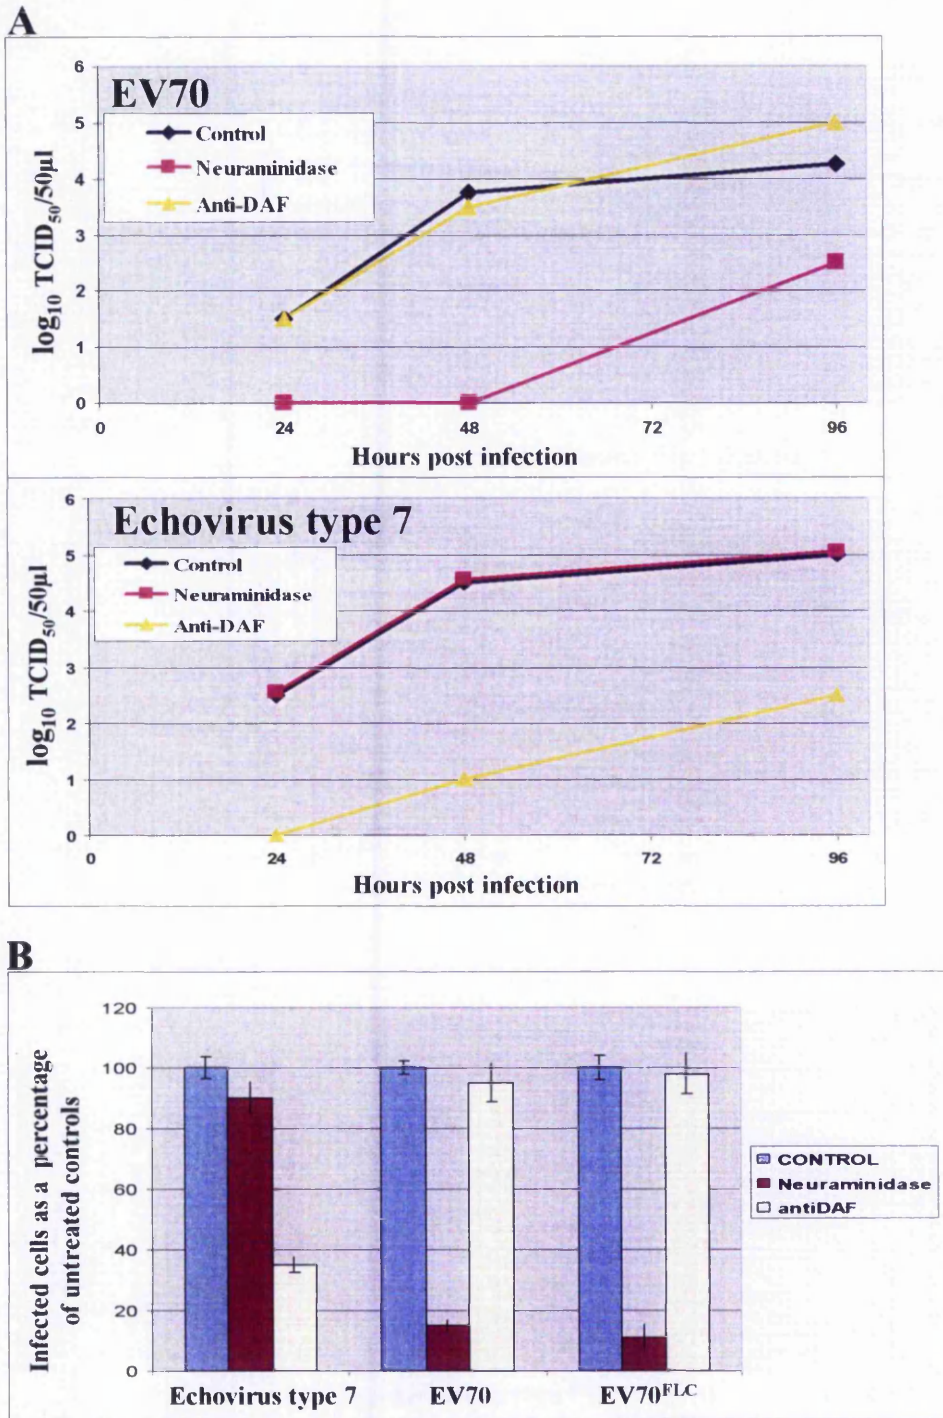 A
EV70
Control
Neuraminidase
Anti-DAF
log10 TCID50/50µl
6
5
4
3
2
1
0
0 24 48 72 96
Hours post infection
Echovirus type 7
Control
Neuraminidase
Anti-DAF
log10 TCID50/50µl
6
5
4
3
2
1
0
0 24 48 72 96
Hours post infection
B
Infected cells as a percentage
of untreated controls
120
100
80
60
40
20
0
Echovirus type 7 EV70 EV70FLC
CONTROL
Neuraminidase
antiDAF